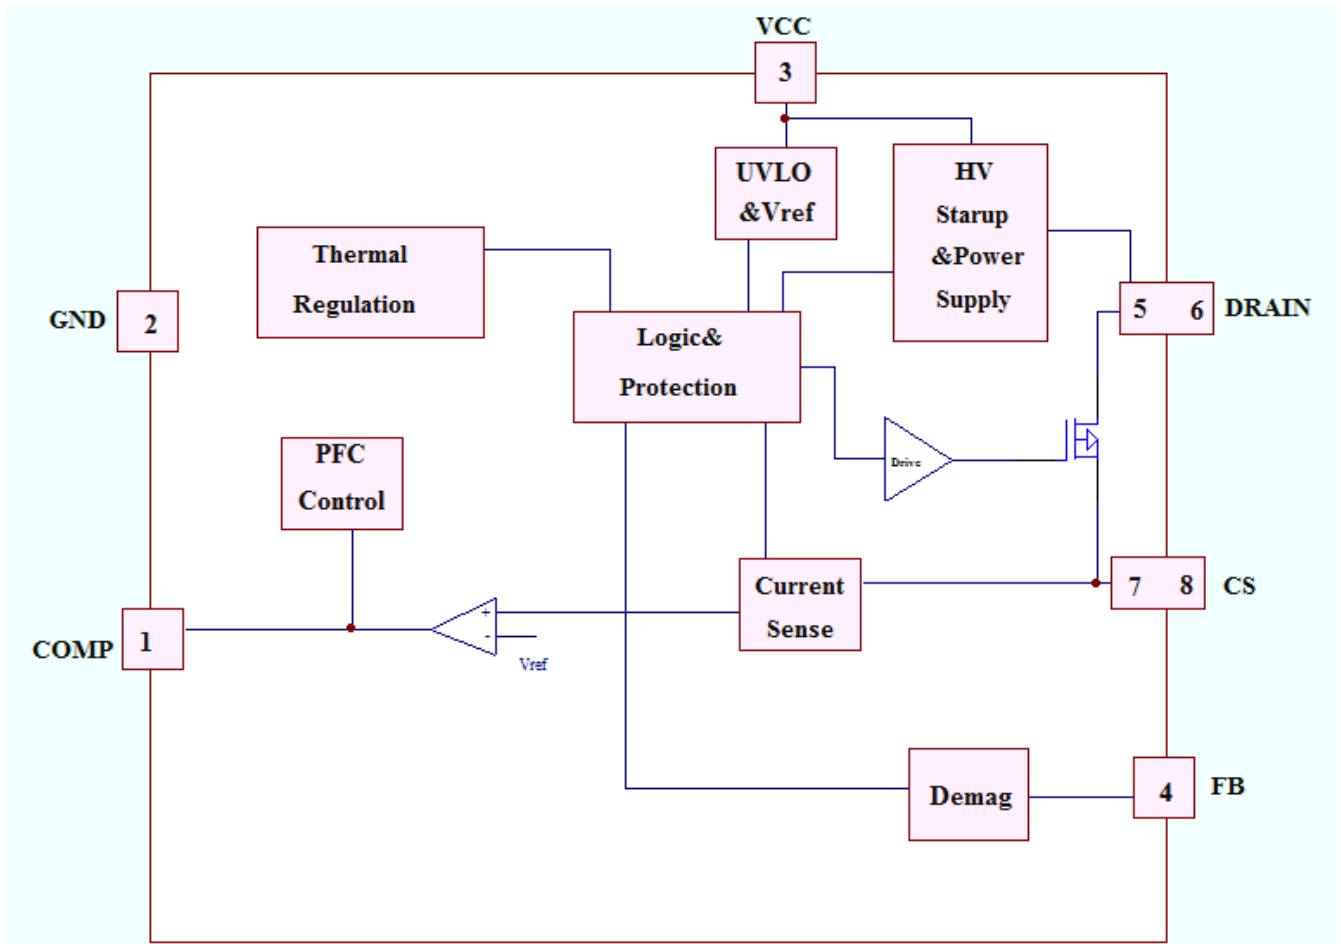 VCC
3
UVLO
&Vref
HV
Starup
&Power
Supply
Thermal
Regulation
GND
2
5 6
DRAIN
Logic&
Protection
Drive
PFC
Control
Current
Sense
7 8
CS
COMP
1
+
-
Vref
Demag
4
FB